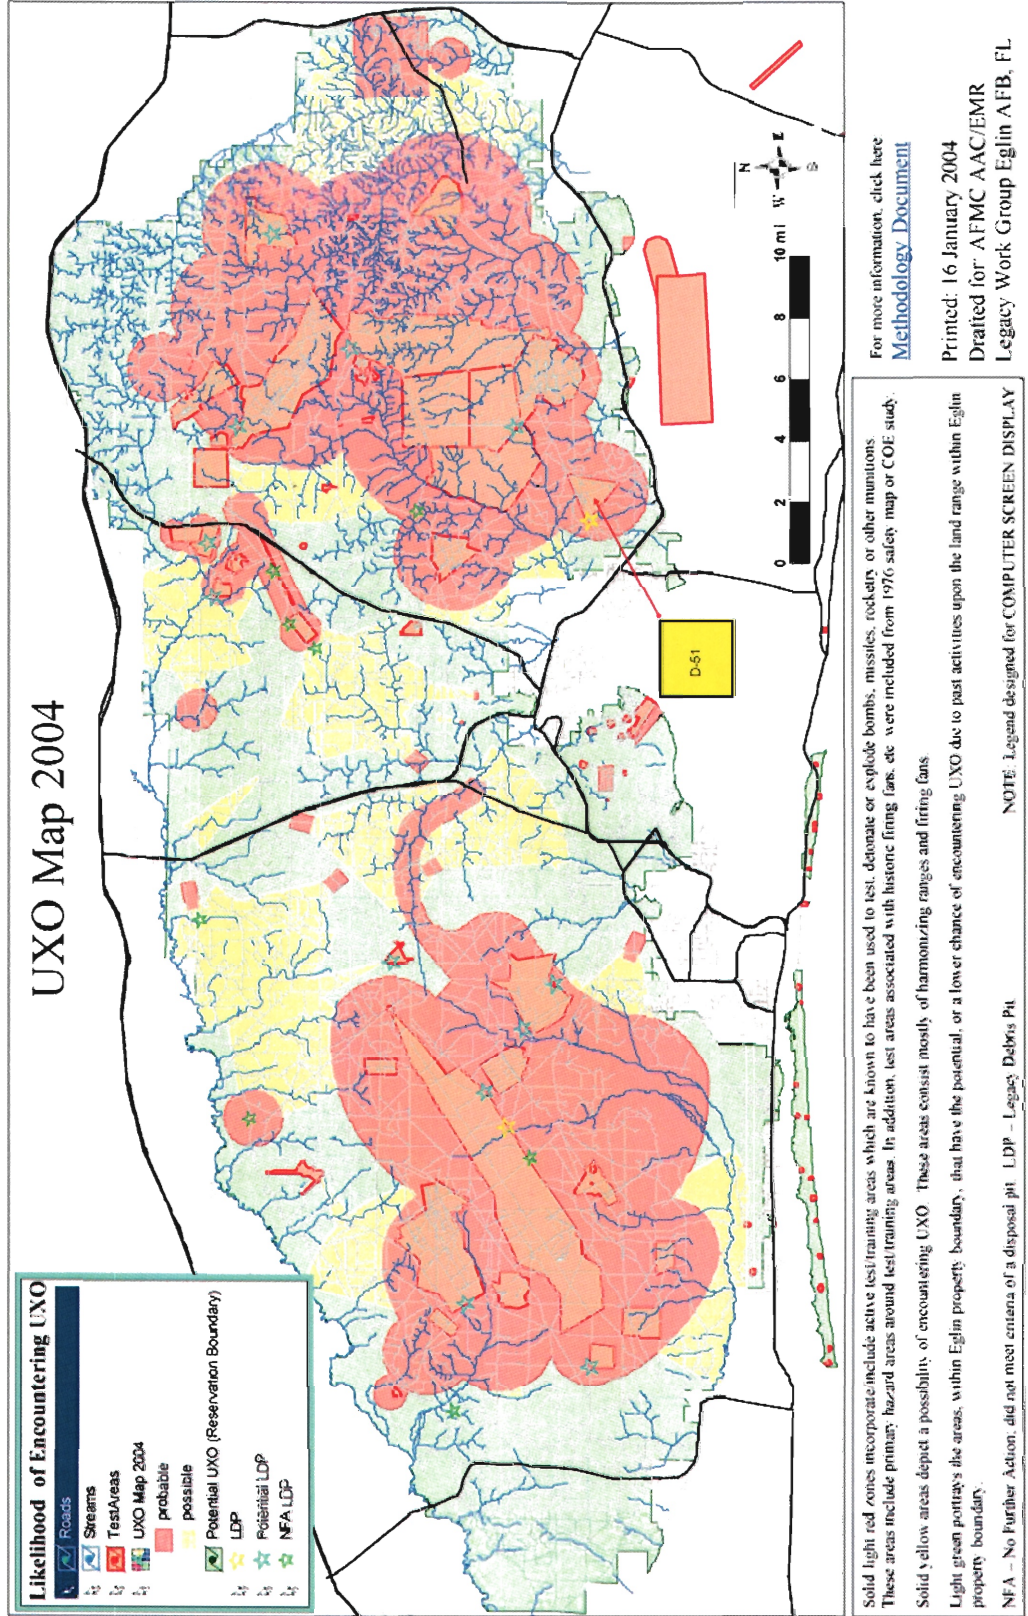 UXO Map 2004
Likelihood of Encountering UXO
Roads
Streams
TestAreas
UXO Map 2004
probable
possible
Potential UXO (Reservation Boundary)
LDP
Potential LDP
NFA LDP
D-51
N
W
E
S
0 2 4 6 8 10 mi
For more information, click here
Methodology Document
Printed: 16 January 2004
Drafted for AFMC AAC/EMR
Legacy Work Group Eglin AFB, FL
Solid light red zones incorporate/include active test/training areas which are known to have been used to test, detonate or explode bombs, missiles, rocketry or other munitions.
These areas include primary hazard areas around test/training areas. In addition, test areas associated with historic firing fans, etc were included from 1976 safety map or COE study.
Solid yellow areas depict a possibility of encountering UXO. These areas consist mostly of harmonizing ranges and firing fans
Light green portrays the areas, within Eglin property boundary, that have the potential, or a lower chance of encountering UXO due to past activities upon the land range within Eglin
property boundary.
NFA – No Further Action, did not meet criteria of a disposal pit LDP – Legacy Debris Pit
NOTE: Legend designed for COMPUTER SCREEN DISPLAY